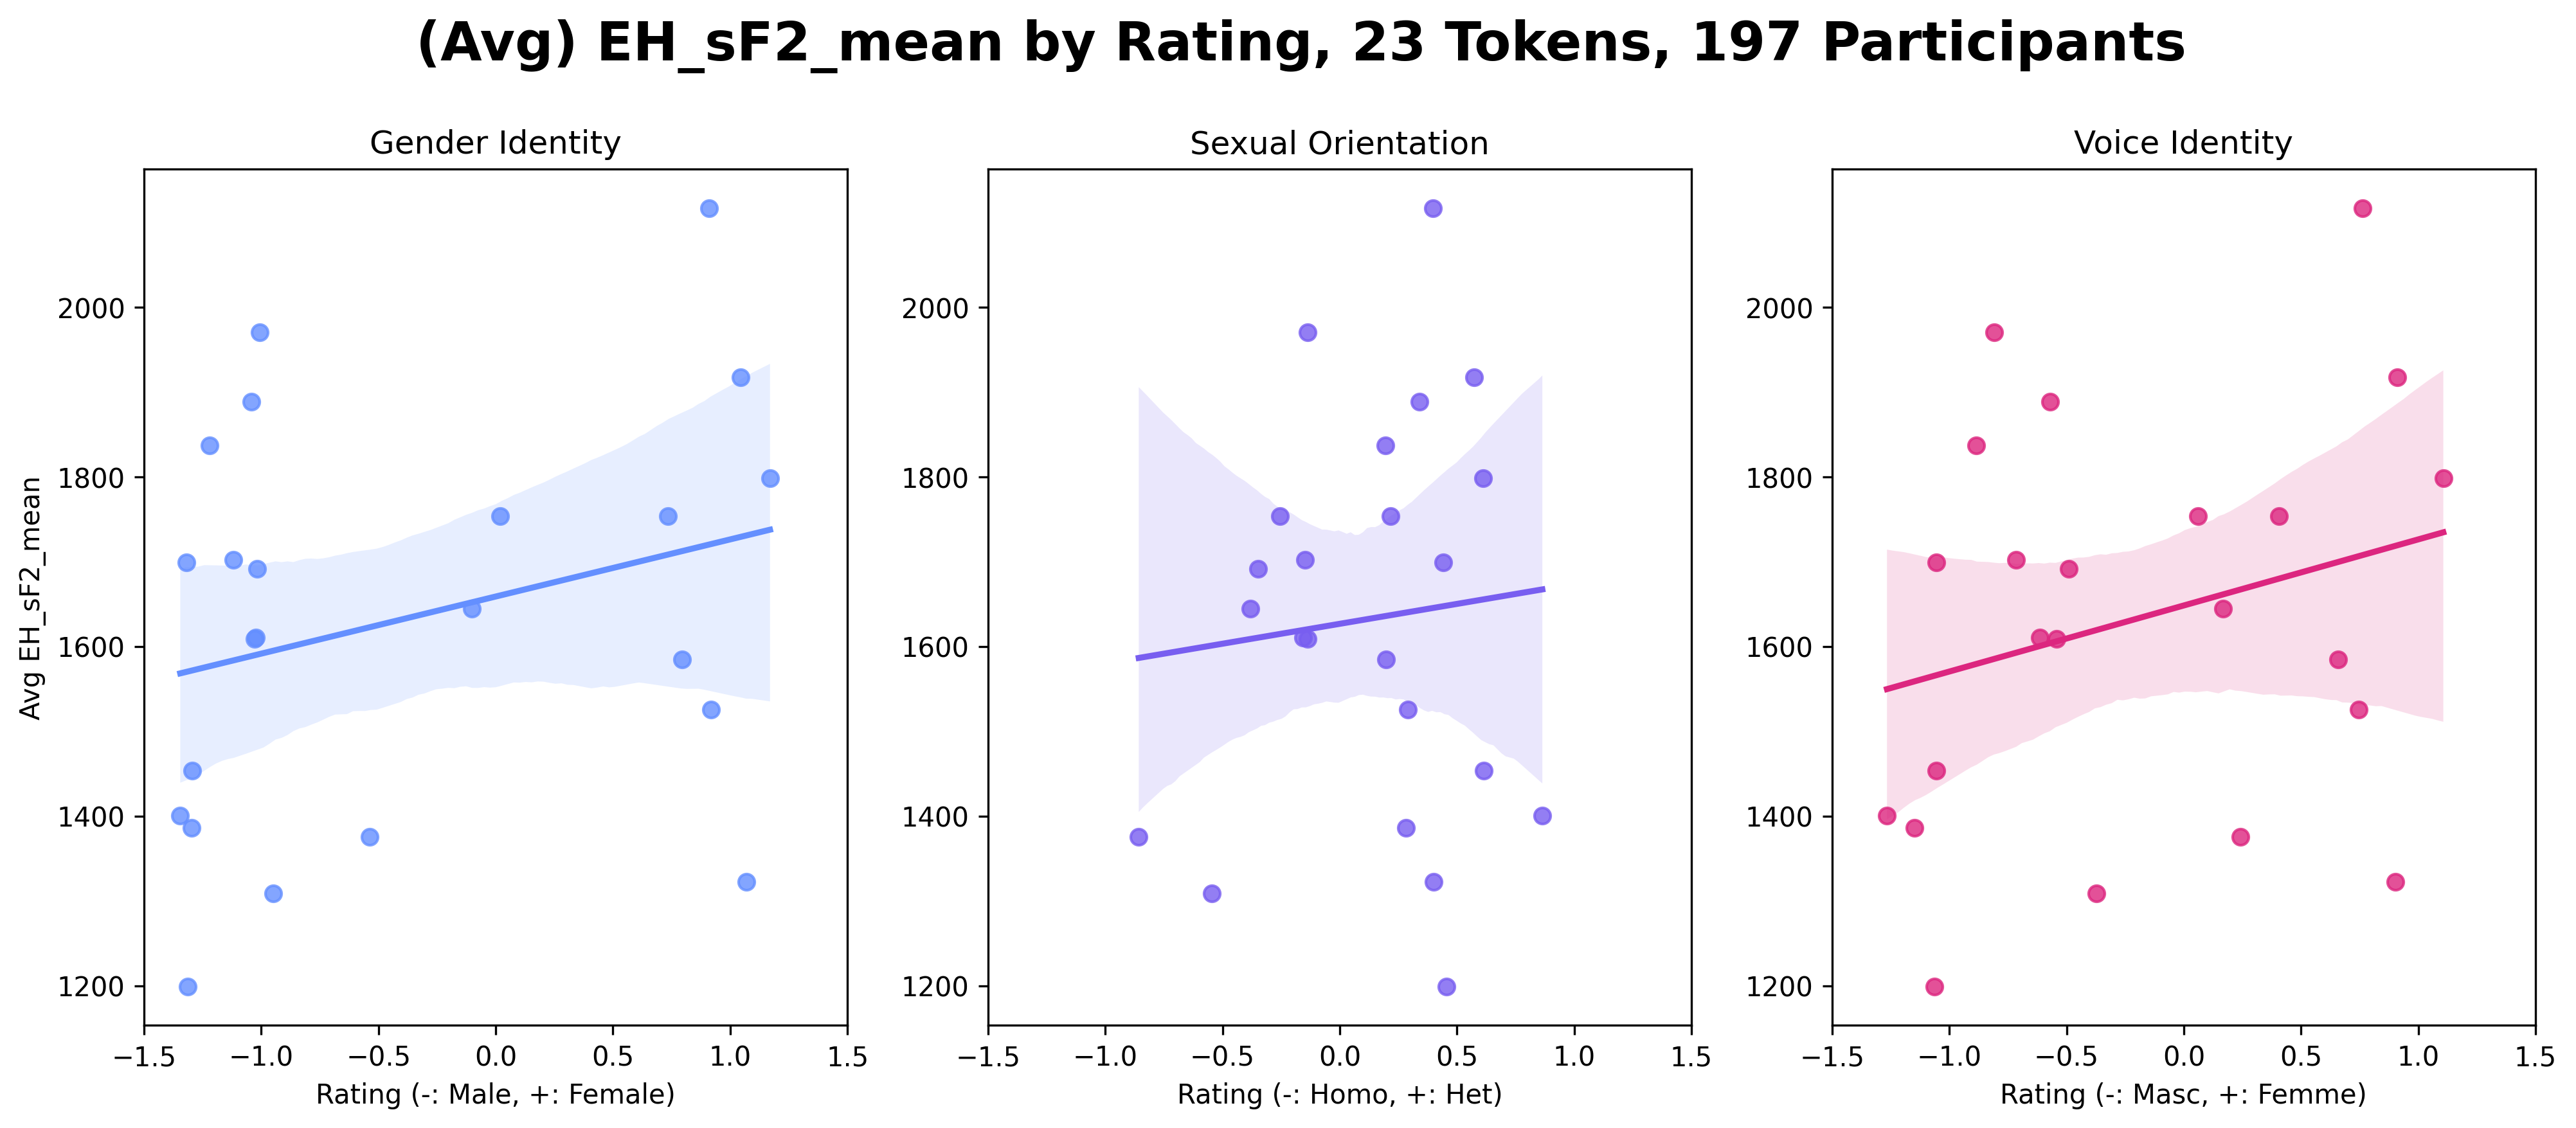 (Avg) EH_sF2_mean by Rating, 23 Tokens, 197 Participants
Gender Identity
Avg EH_sF2_mean
2000
1800
1600
1400
1200
−1.5 −1.0 −0.5 0.0 0.5 1.0 1.5
Rating (-: Male, +: Female)
Sexual Orientation
2000
1800
1600
1400
1200
−1.5 −1.0 −0.5 0.0 0.5 1.0 1.5
Rating (-: Homo, +: Het)
Voice Identity
2000
1800
1600
1400
1200
−1.5 −1.0 −0.5 0.0 0.5 1.0 1.5
Rating (-: Masc, +: Femme)